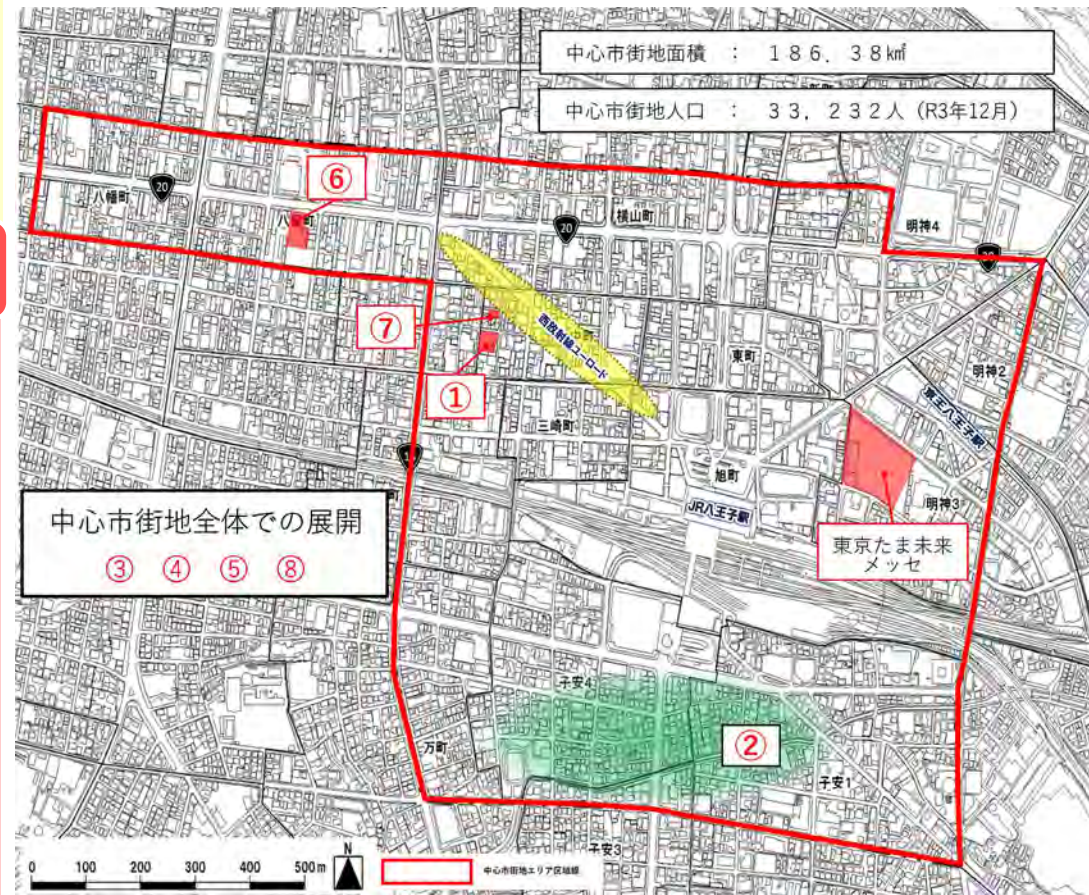 中心市街地面積 : 186.38㎢
中心市街地人口 : 33,232人 (R3年12月)
⑥
20
八幡町
横山町
20
明神4
20
⑦
西放射線ユーロード
①
東町
明神2
京王八王子駅
三崎町
旭町
JR八王子駅
明神3
東京たま未来
メッセ
中心市街地全体での展開
③ ④ ⑤ ⑧
子安4
②
万町
子安1
子安3
0 100 200 300 400 500m
N
中心市街地エリア区域線